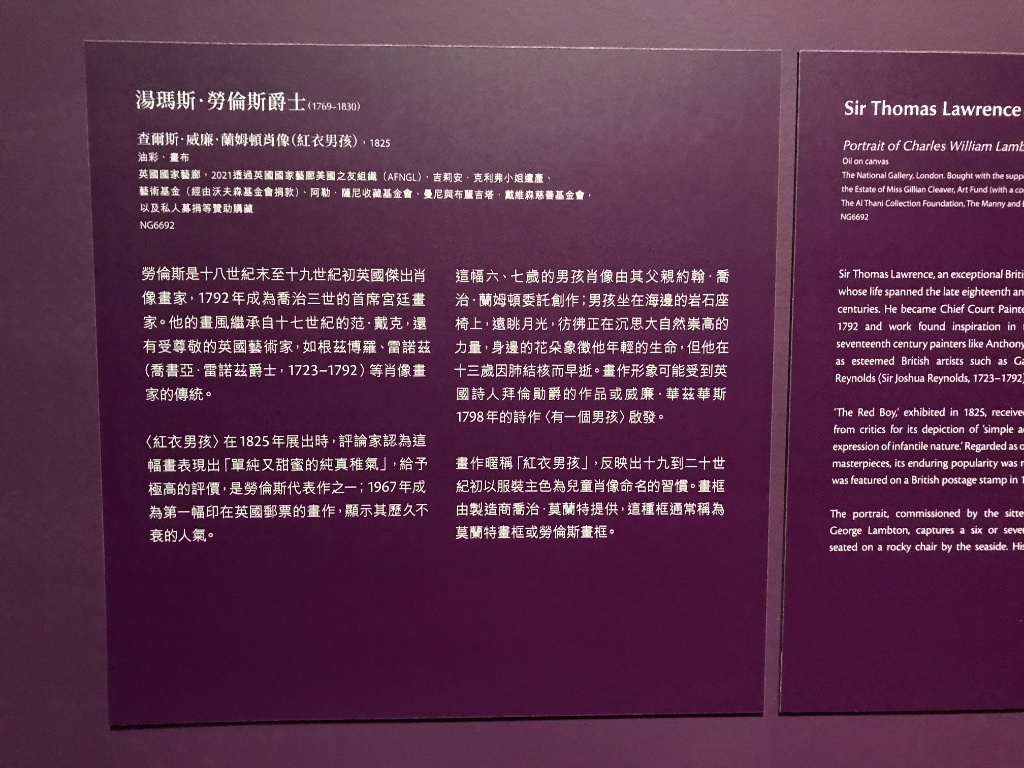 湯瑪斯·勞倫斯爵士(1769–1830)
查爾斯·威廉·蘭姆頓肖像(紅衣男孩)，1825
油彩、畫布
英國國家藝廊，2021透過英國國家藝廊美國之友組織（AFNGL）、吉莉安·克利弗小姐遺產、
藝術基金（經由沃夫森基金會捐款）、阿勒·薩尼收藏基金會、曼尼與布麗吉塔·戴維森慈善基金會，
以及私人募捐等贊助購藏
NG6692
勞倫斯是十八世紀末至十九世紀初英國傑出肖
像畫家，1792年成為喬治三世的首席宮廷畫
家。他的畫風繼承自十七世紀的范·戴克，還
有受尊敬的英國藝術家，如根茲博羅、雷諾茲
（喬書亞·雷諾茲爵士，1723–1792）等肖像畫
家的傳統。
〈紅衣男孩〉在1825年展出時，評論家認為這
幅畫表現出「單純又甜蜜的純真稚氣」，給予
極高的評價，是勞倫斯代表作之一；1967年成
為第一幅印在英國郵票的畫作，顯示其歷久不
衰的人氣。
這幅六、七歲的男孩肖像由其父親約翰·喬
治·蘭姆頓委託創作；男孩坐在海邊的岩石座
椅上，遠眺月光，彷彿正在沉思大自然崇高的
力量，身邊的花朵象徵他年輕的生命，但他在
十三歲因肺結核而早逝。畫作形象可能受到英
國詩人拜倫勛爵的作品或威廉·華茲華斯
1798年的詩作〈有一個男孩〉啟發。
畫作暱稱「紅衣男孩」，反映出十九到二十世
紀初以服裝主色為兒童肖像命名的習慣。畫框
由製造商喬治·莫蘭特提供，這種框通常稱為
莫蘭特畫框或勞倫斯畫框。
Sir Thomas Lawrence
Portrait of Charles William Lamb
Oil on canvas
The National Gallery, London. Bought with the supp
the Estate of Miss Gillian Cleaver, Art Fund (with a co
The Al Thani Collection Foundation, The Manny and
NG6692
Sir Thomas Lawrence, an exceptional Briti
whose life spanned the late eighteenth an
centuries. He became Chief Court Painte
1792 and work found inspiration in
seventeenth century painters like Anthony
as esteemed British artists such as Ga
Reynolds (Sir Joshua Reynolds, 1723–1792)
'The Red Boy,' exhibited in 1825, receive
from critics for its depiction of 'simple a
expression of infantile nature.' Regarded as o
masterpieces, its enduring popularity was
was featured on a British postage stamp in 1
The portrait, commissioned by the sitte
George Lambton, captures a six or seve
seated on a rocky chair by the seaside. His